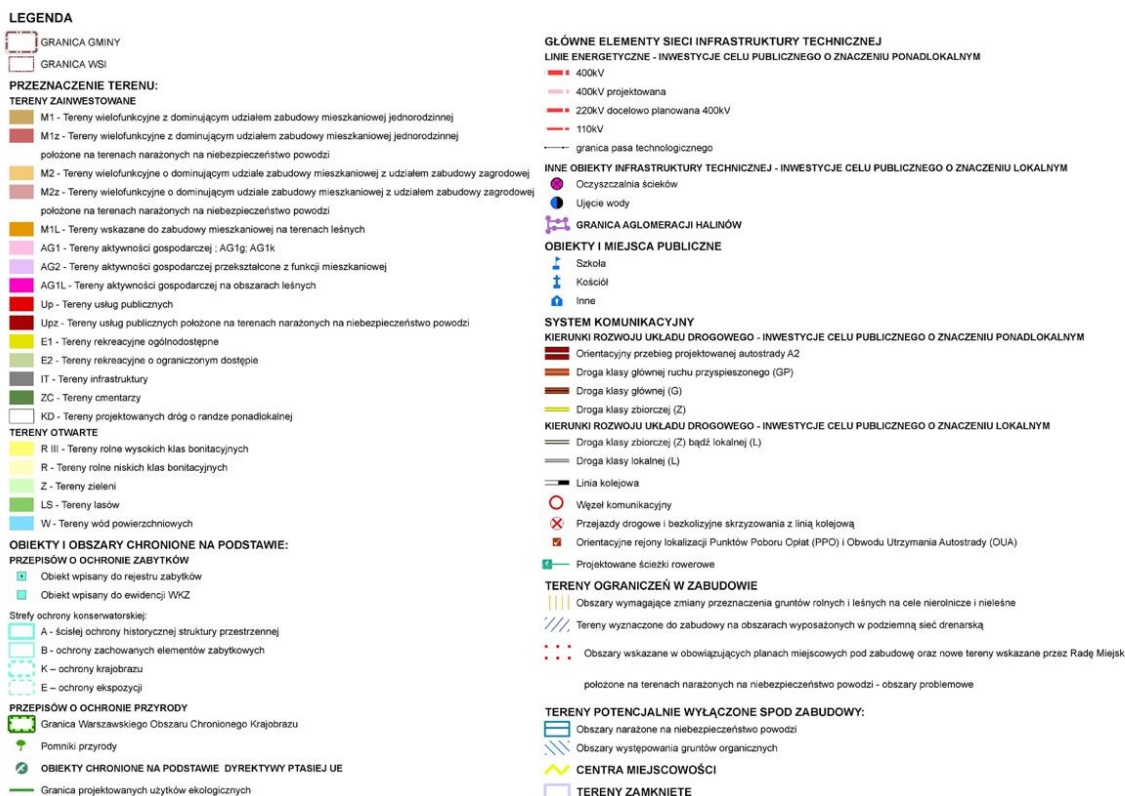 LEGENDA
GRANICA GMINY
GRANICA WSI
PRZEZNACZENIE TERENU:
TERENY ZAINWESTOWANE
M1 - Tereny wielofunkcyjne z dominującym udziałem zabudowy mieszkaniowej jednorodzinnej
M1z - Tereny wielofunkcyjne z dominującym udziałem zabudowy mieszkaniowej jednorodzinnej
położone na terenach narażonych na niebezpieczeństwo powodzi
M2 - Tereny wielofunkcyjne o dominującym udziale zabudowy mieszkaniowej z udziałem zabudowy zagrodowej
M2z - Tereny wielofunkcyjne o dominującym udziale zabudowy mieszkaniowej z udziałem zabudowy zagrodowej
położone na terenach narażonych na niebezpieczeństwo powodzi
M1L - Tereny wskazane do zabudowy mieszkaniowej na terenach leśnych
AG1 - Tereny aktywności gospodarczej ; AG1g; AG1k
AG2 - Tereny aktywności gospodarczej przekształcone z funkcji mieszkaniowej
AG1L - Tereny aktywności gospodarczej na obszarach leśnych
Up - Tereny usług publicznych
Upz - Tereny usług publicznych położone na terenach narażonych na niebezpieczeństwo powodzi
E1 - Tereny rekreacyjne ogólnodostępne
E2 - Tereny rekreacyjne o ograniczonym dostępie
IT - Tereny infrastruktury
ZC - Tereny cmentarzy
KD - Tereny projektowanych dróg o randze ponadlokalnej
TERENY OTWARTE
R III - Tereny rolne wysokich klas bonitacyjnych
R - Tereny rolne niskich klas bonitacyjnych
Z - Tereny zieleni
LS - Tereny lasów
W - Tereny wód powierzchniowych
OBIEKTY I OBSZARY CHRONIONE NA PODSTAWIE:
PRZEPISÓW O OCHRONIE ZABYTKÓW
Obiekt wpisany do rejestru zabytków
Obiekt wpisany do ewidencji WKZ
Strefy ochrony konserwatorskiej:
A - ścisłej ochrony historycznej struktury przestrzennej
B - ochrony zachowanych elementów zabytkowych
K – ochrony krajobrazu
E – ochrony ekspozycji
PRZEPISÓW O OCHRONIE PRZYRODY
Granica Warszawskiego Obszaru Chronionego Krajobrazu
Pomniki przyrody
OBIEKTY CHRONIONE NA PODSTAWIE DYREKTYWY PTASIEJ UE
Granica projektowanych użytków ekologicznych
GŁÓWNE ELEMENTY SIECI INFRASTRUKTURY TECHNICZNEJ
LINIE ENERGETYCZNE - INWESTYCJE CELU PUBLICZNEGO O ZNACZENIU PONADLOKALNYM
400kV
400kV projektowana
220kV docelowo planowana 400kV
110kV
granica pasa technologicznego
INNE OBIEKTY INFRASTRUKTURY TECHNICZNEJ - INWESTYCJE CELU PUBLICZNEGO O ZNACZENIU LOKALNYM
Oczyszczalnia ścieków
Ujęcie wody
GRANICA AGLOMERACJI HALINÓW
OBIEKTY I MIEJSCA PUBLICZNE
Szkoła
Kościół
Inne
SYSTEM KOMUNIKACYJNY
KIERUNKI ROZWOJU UKŁADU DROGOWEGO - INWESTYCJE CELU PUBLICZNEGO O ZNACZENIU PONADLOKALNYM
Orientacyjny przebieg projektowanej autostrady A2
Droga klasy głównej ruchu przyspieszonego (GP)
Droga klasy głównej (G)
Droga klasy zbiorczej (Z)
KIERUNKI ROZWOJU UKŁADU DROGOWEGO - INWESTYCJE CELU PUBLICZNEGO O ZNACZENIU LOKALNYM
Droga klasy zbiorczej (Z) bądź lokalnej (L)
Droga klasy lokalnej (L)
Linia kolejowa
Węzeł komunikacyjny
Przejazdy drogowe i bezkolizyjne skrzyzowania z linią kolejową
Orientacyjne rejony lokalizacji Punktów Poboru Opłat (PPO) i Obwodu Utrzymania Autostrady (OUA)
Projektowane ścieżki rowerowe
TERENY OGRANICZEŃ W ZABUDOWIE
Obszary wymagające zmiany przeznaczenia gruntów rolnych i leśnych na cele nierolnicze i nieleśne
Tereny wyznaczone do zabudowy na obszarach wyposażonych w podziemną sieć drenarską
Obszary wskazane w obowiązujących planach miejscowych pod zabudowę oraz nowe tereny wskazane przez Radę Miejsk
położone na terenach narażonych na niebezpieczeństwo powodzi - obszary problemowe
TERENY POTENCJALNIE WYŁĄCZONE SPOD ZABUDOWY:
Obszary narażone na niebezpieczeństwo powodzi
Obszary występowania gruntów organicznych
CENTRA MIEJSCOWOŚCI
TERENY ZAMKNIĘTE